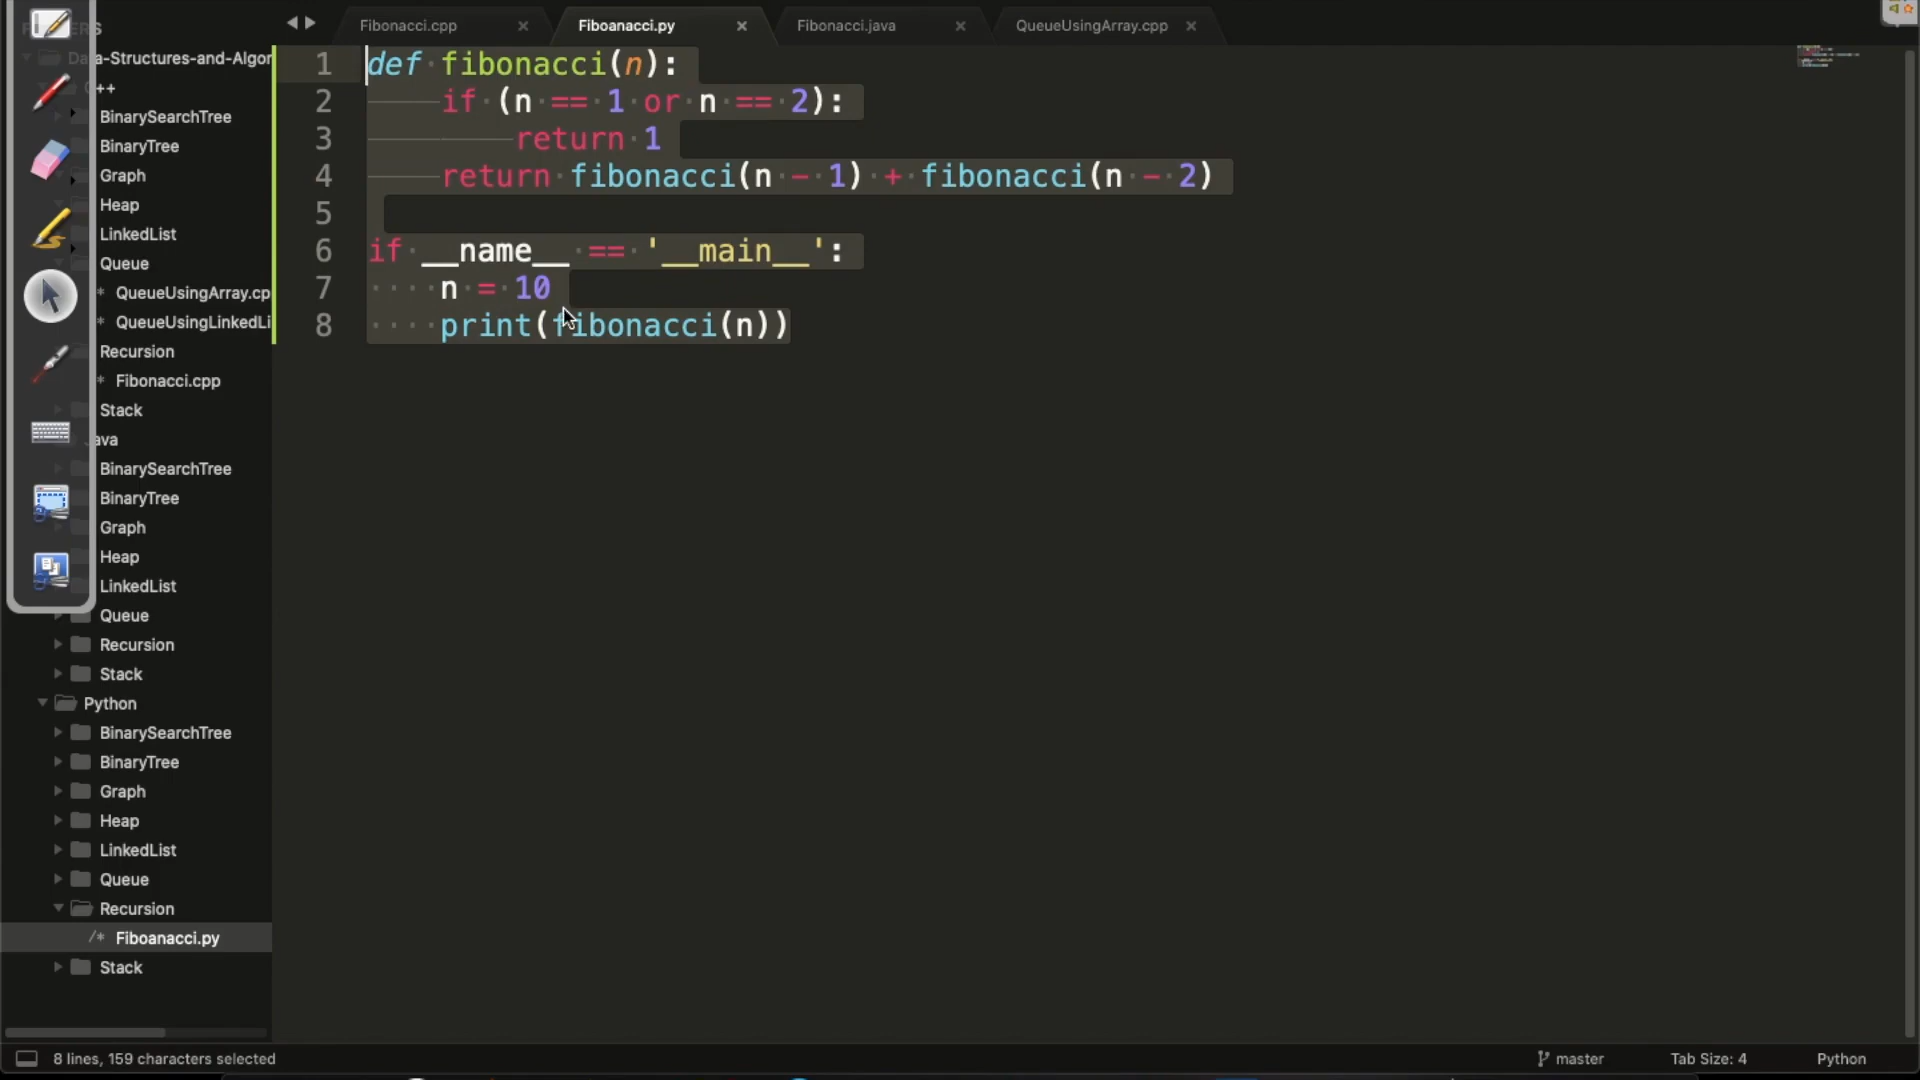 Fibonacci.cpp
Fiboanacci.py
Fibonacci.java
QueueUsingArray.cpp
1 def fibonacci(n):
2 if (n == 1 or n == 2):
3 return 1
4 return fibonacci(n - 1) + fibonacci(n - 2)
5
6 if __name__ == '__main__':
7 n = 10
8 print(fibonacci(n))
a-Structures-and-Algor
++
BinarySearchTree
BinaryTree
Graph
Heap
LinkedList
Queue
* QueueUsingArray.cp
* QueueUsingLinkedLi
Recursion
* Fibonacci.cpp
Stack
ava
BinarySearchTree
BinaryTree
Graph
Heap
LinkedList
Queue
Recursion
Stack
Python
BinarySearchTree
BinaryTree
Graph
Heap
LinkedList
Queue
Recursion
/* Fiboanacci.py
Stack
8 lines, 159 characters selected
master
Tab Size: 4
Python